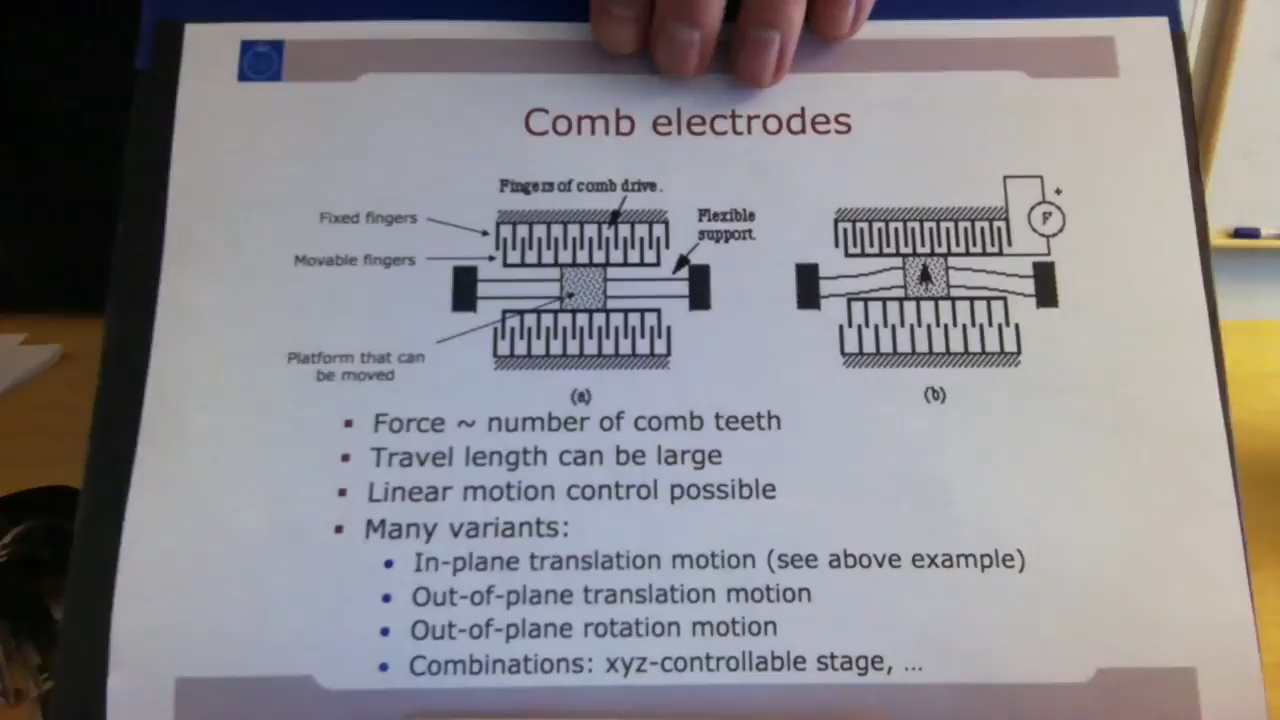 Comb electrodes
Fingers of comb drive.
Fixed fingers
Flexible
support.
Movable fingers
Platform that can
be moved
(a)
+
F
(b)
▪ Force ~ number of comb teeth
▪ Travel length can be large
▪ Linear motion control possible
▪ Many variants:
• In-plane translation motion (see above example)
• Out-of-plane translation motion
• Out-of-plane rotation motion
• Combinations: xyz-controllable stage, ...